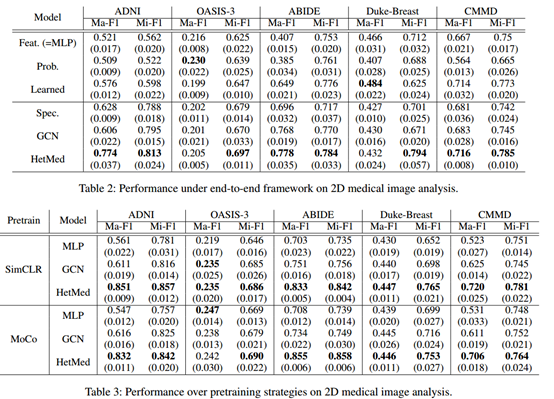 Model ADNI OASIS-3 ABIDE Duke-Breast CMMD
Ma-F1 Mi-F1 Ma-F1 Mi-F1 Ma-F1 Mi-F1 Ma-F1 Mi-F1 Ma-F1 Mi-F1
Feat. (=MLP) 0.521 0.562 0.216 0.625 0.407 0.753 0.466 0.712 0.667 0.75
(0.017) (0.020) (0.008) (0.022) (0.015) (0.020) (0.031) (0.032) (0.021) (0.017)
Prob. 0.509 0.522 0.230 0.639 0.385 0.761 0.407 0.688 0.564 0.665
(0.009) (0.020) (0.022) (0.025) (0.034) (0.031) (0.028) (0.025) (0.013) (0.026)
Learned 0.576 0.598 0.199 0.647 0.649 0.776 0.484 0.625 0.714 0.773
(0.012) (0.022) (0.009) (0.010) (0.021) (0.023) (0.022) (0.024) (0.020) (0.009)
Spec. 0.628 0.788 0.202 0.679 0.696 0.717 0.427 0.701 0.681 0.742
(0.009) (0.018) (0.011) (0.014) (0.032) (0.037) (0.010) (0.025) (0.036) (0.024)
GCN 0.606 0.795 0.201 0.670 0.768 0.770 0.430 0.671 0.683 0.745
(0.022) (0.015) (0.021) (0.033) (0.019) (0.017) (0.016) (0.020) (0.028) (0.016)
HetMed 0.774 0.813 0.205 0.697 0.778 0.784 0.432 0.794 0.716 0.785
(0.037) (0.024) (0.005) (0.011) (0.035) (0.033) (0.024) (0.057) (0.008) (0.010)
Table 2: Performance under end-to-end framework on 2D medical image analysis.
Pretrain Model ADNI OASIS-3 ABIDE Duke-Breast CMMD
Ma-F1 Mi-F1 Ma-F1 Mi-F1 Ma-F1 Mi-F1 Ma-F1 Mi-F1 Ma-F1 Mi-F1
SimCLR MLP 0.561 0.781 0.219 0.646 0.703 0.735 0.430 0.652 0.523 0.751
(0.022) (0.031) (0.017) (0.016) (0.023) (0.022) (0.019) (0.019) (0.027) (0.014)
GCN 0.611 0.816 0.235 0.685 0.751 0.756 0.440 0.698 0.625 0.745
(0.019) (0.014) (0.025) (0.026) (0.016) (0.018) (0.017) (0.019) (0.014) (0.022)
HetMed 0.851 0.857 0.235 0.686 0.833 0.842 0.447 0.765 0.720 0.781
(0.009) (0.012) (0.020) (0.017) (0.005) (0.004) (0.011) (0.021) (0.025) (0.022)
MoCo MLP 0.547 0.757 0.247 0.669 0.708 0.739 0.439 0.699 0.531 0.748
(0.012) (0.020) (0.014) (0.013) (0.012) (0.014) (0.020) (0.027) (0.033) (0.021)
GCN 0.616 0.825 0.238 0.679 0.734 0.749 0.445 0.716 0.611 0.752
(0.016) (0.018) (0.013) (0.021) (0.022) (0.030) (0.026) (0.024) (0.019) (0.021)
HetMed 0.832 0.842 0.242 0.690 0.855 0.858 0.446 0.753 0.706 0.764
(0.011) (0.020) (0.030) (0.022) (0.006) (0.006) (0.011) (0.027) (0.018) (0.024)
Table 3: Performance over pretraining strategies on 2D medical image analysis.